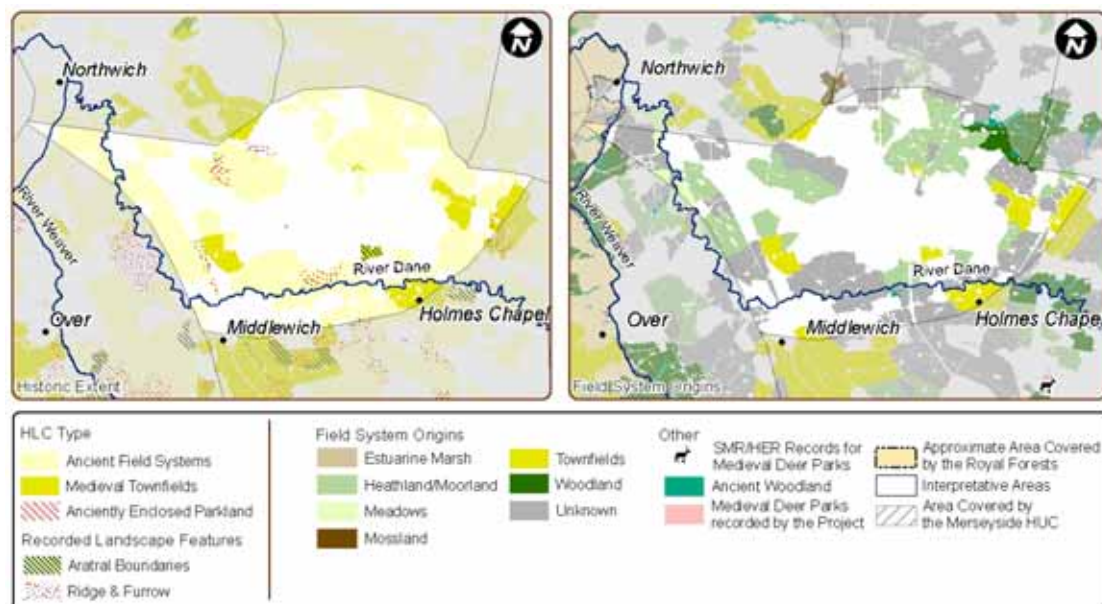 N
Northwich
River Weaver
River Dane
Over
Middlewich
Holmes Chapel
Historic Extent
N
Northwich
River Weaver
River Dane
Over
Middlewich
Holmes Chapel
Field System Origins
HLC Type
Ancient Field Systems
Medieval Townfields
Anciently Enclosed Parkland
Recorded Landscape Features
Aratral Boundaries
Ridge & Furrow
Field System Origins
Estuarine Marsh
Heathland/Moorland
Meadows
Mossland
Townfields
Woodland
Unknown
Other
SMR/HER Records for
Medieval Deer Parks
Ancient Woodland
Medieval Deer Parks
recorded by the Project
Approximate Area Covered
by the Royal Forests
Interpretative Areas
Area Covered by
the Merseyside HUC